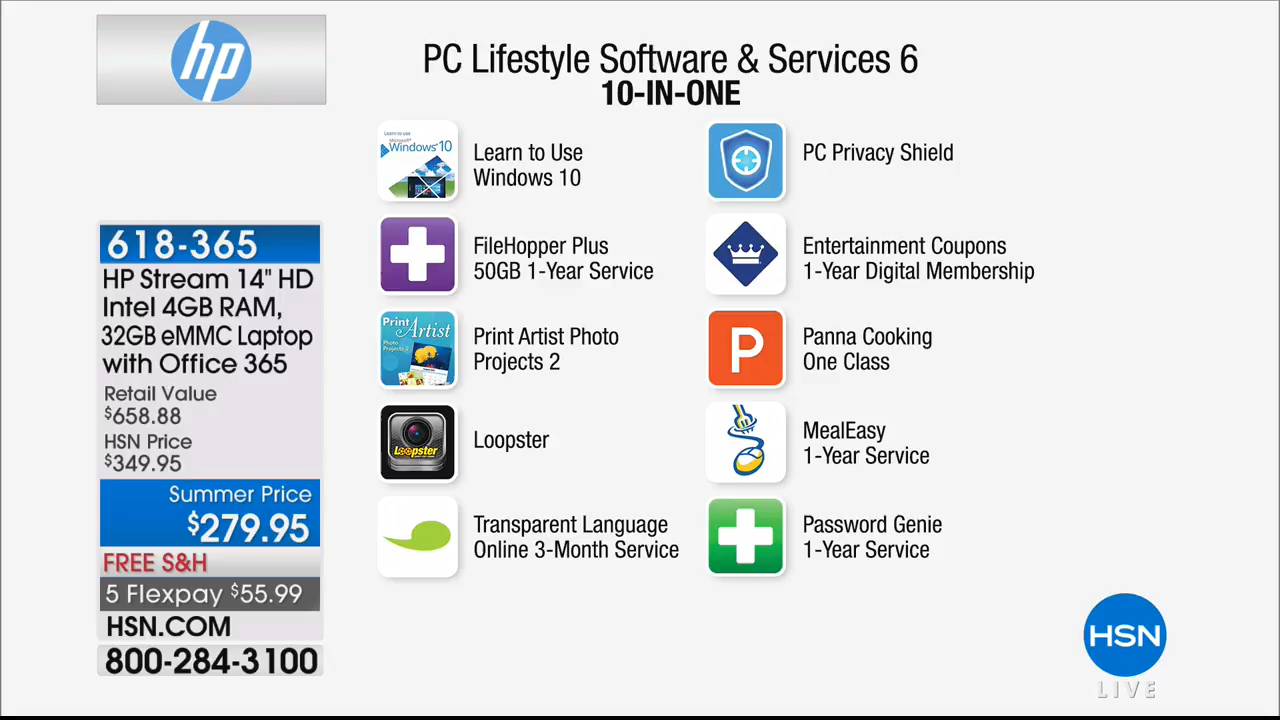 hp
PC Lifestyle Software & Services 6
10-IN-ONE
Learn to use
Microsoft®
Windows®10
Learn to Use
Windows 10
PC Privacy Shield
FileHopper Plus
50GB 1-Year Service
Entertainment Coupons
1-Year Digital Membership
Print
Artist
Photo
Projects 2
Print Artist Photo
Projects 2
P
Panna Cooking
One Class
Loopster
Loopster
MealEasy
1-Year Service
Transparent Language
Online 3-Month Service
Password Genie
1-Year Service
618-365
HP Stream 14" HD
Intel 4GB RAM,
32GB eMMC Laptop
with Office 365
Retail Value
$658.88
HSN Price
$349.95
Summer Price
$279.95
FREE S&H
5 Flexpay $55.99
HSN.COM
800-284-3100
HSN
LIVE